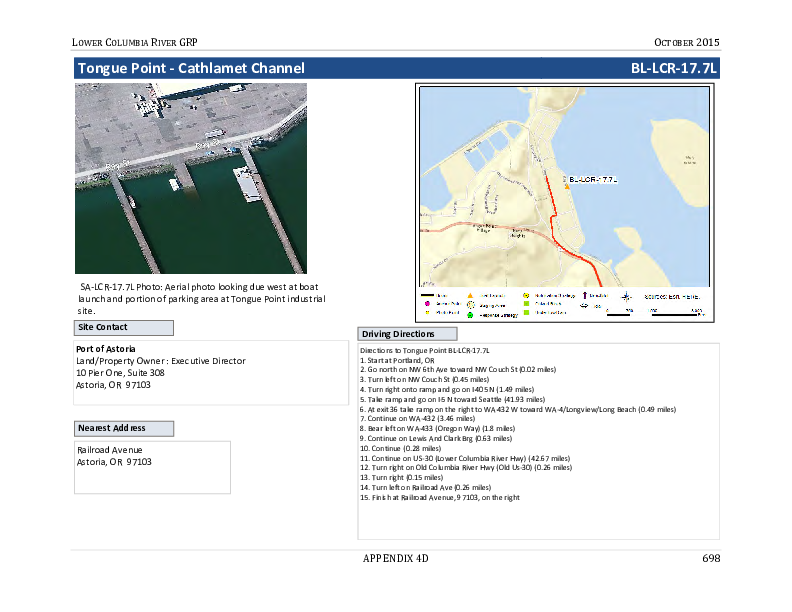 LOWER COLUMBIA RIVER GRP
OCTOBER 2015
Tongue Point - Cathlamet Channel
BL-LCR-17.7L
BL-LCR-17.7L
Sources: Esri, HERE,
SA-LCR-17.7L Photo: Aerial photo looking due west at boat
launch and portion of parking area at Tongue Point industrial
site.
Site Contact
Port of Astoria
Land/Property Owner : Executive Director
10 Pier One, Suite 308
Astoria, OR 97103
Nearest Address
Railroad Avenue
Astoria, OR 97103
Driving Directions
Directions to Tongue Point BL-LCR-17.7L
1. Start at Portland, OR
2. Go north on NW 6th Ave toward NW Couch St (0.02 miles)
3. Turn left on NW Couch St (0.45 miles)
4. Turn right onto ramp and go on I-405 N (1.49 miles)
5. Take ramp and go on I-5 N toward Seattle (41.93 miles)
6. At exit 36 take ramp on the right to WA-432 W toward WA-4/Longview/Long Beach (0.49 miles)
7. Continue on WA-432 (3.46 miles)
8. Bear left on WA-433 (Oregon Way) (1.8 miles)
9. Continue on Lewis And Clark Brg (0.63 miles)
10. Continue (0.28 miles)
11. Continue on US-30 (Lower Columbia River Hwy) (42.67 miles)
12. Turn right on Old Columbia River Hwy (Old Us-30) (0.26 miles)
13. Turn right (0.15 miles)
14. Turn left on Railroad Ave (0.26 miles)
15. Finish at Railroad Avenue, 97103, on the right
APPENDIX 4D
698